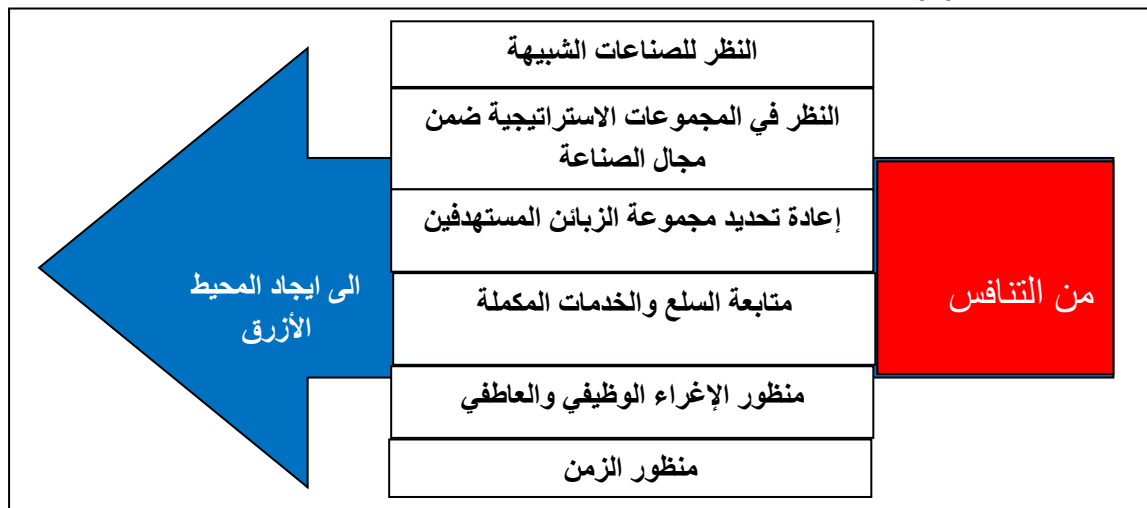 من التنافس
النظر للصناعات الشبيهة
النظر في المجموعات الاستراتيجية ضمن
مجال الصناعة
إعادة تحديد مجموعة الزبائن المستهدفين
متابعة السلع والخدمات المكملة
منظور الإغراء الوظيفي والعاطفي
منظور الزمن
الى ايجاد المحيط
الأزرق